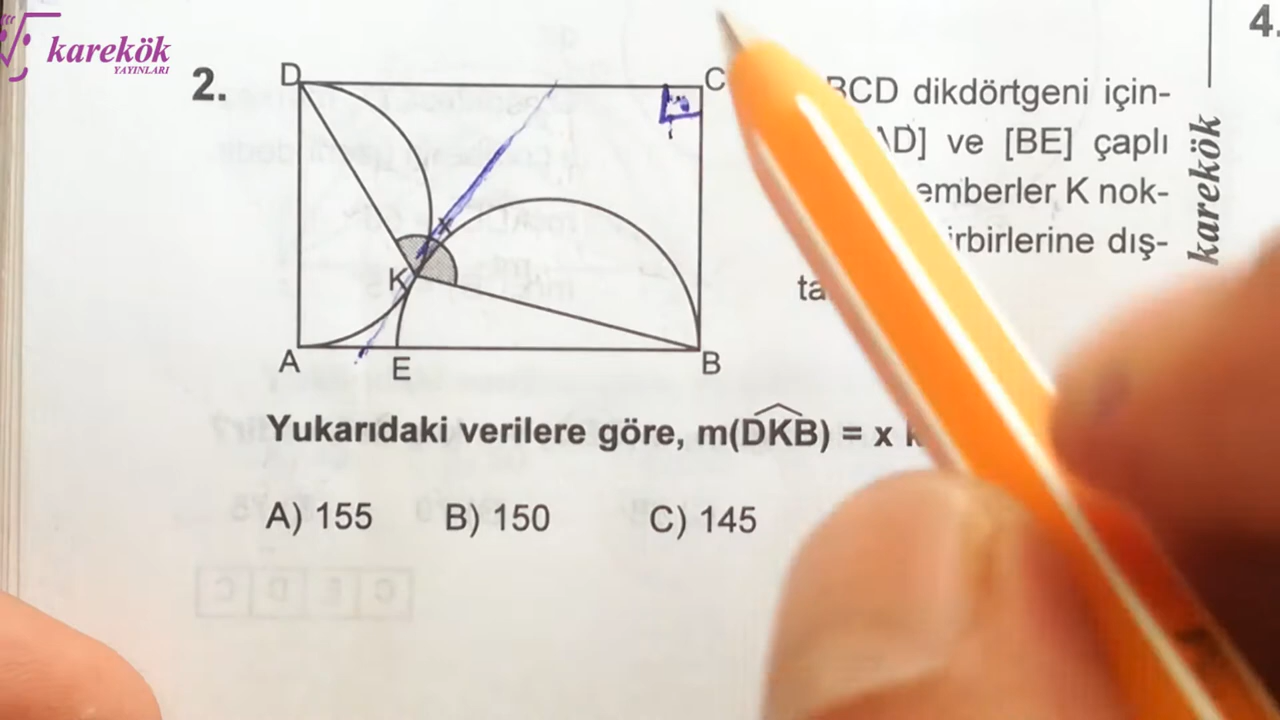 karekök
YAYINLARI
2.
D
C
BCD dikdörtgeni için-
D] ve [BE] çaplı
emberler K nok-
irbirlerine dış-
ta
x
K
A
E
B
karekök
4.
Yukarıdaki verilere göre, m(DKB) = x
A) 155 B) 150 C) 145